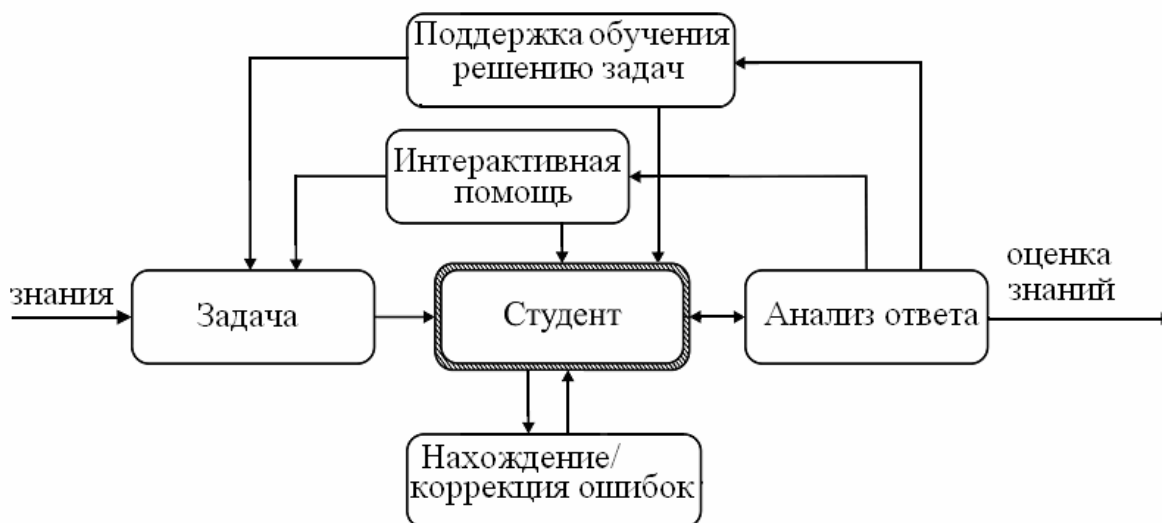 Поддержка обучения
решению задач
Интерактивная
помощь
знания
Задача
Студент
Анализ ответа
оценка
знаний
Нахождение/
коррекция ошибок